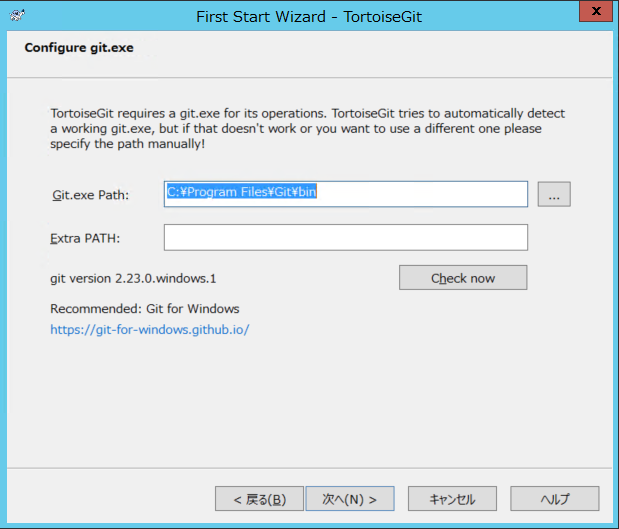 First Start Wizard - TortoiseGit
x
Configure git.exe
TortoiseGit requires a git.exe for its operations. TortoiseGit tries to automatically detect
a working git.exe, but if that doesn't work or you want to use a different one please
specify the path manually!
Git.exe Path:
C:¥Program Files¥Git¥bin
...
Extra PATH:
git version 2.23.0.windows.1
Check now
Recommended: Git for Windows
https://git-for-windows.github.io/
< 戻る(B)
次へ(N) >
キャンセル
ヘルプ